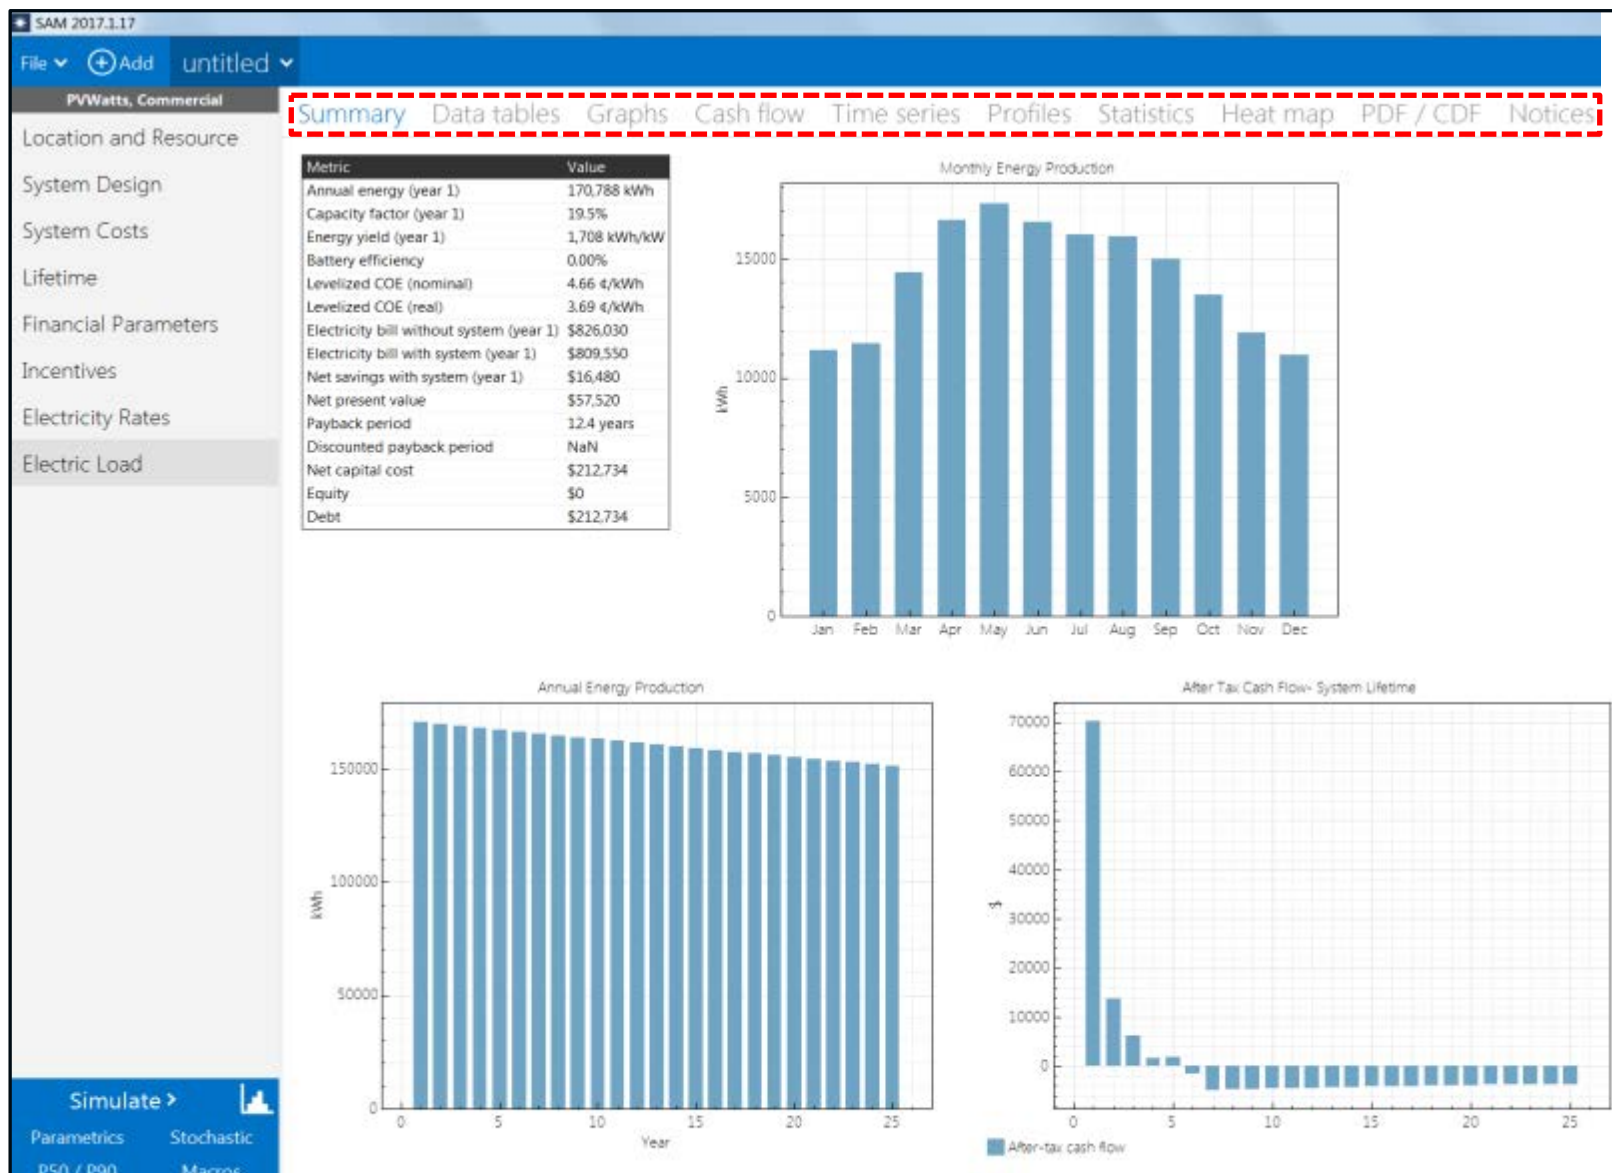 SAM 2017.1.17
File Add untitled
PVWatts, Commercial
Location and Resource
System Design
System Costs
Lifetime
Financial Parameters
Incentives
Electricity Rates
Electric Load
Simulate >
Parametrics Stochastic
P50 / P90 Macros
Summary Data tables Graphs Cash flow Time series Profiles Statistics Heat map PDF / CDF Notices
Metric Value
Annual energy (year 1) 170,788 kWh
Capacity factor (year 1) 19.5%
Energy yield (year 1) 1,708 kWh/kW
Battery efficiency 0.00%
Levelized COE (nominal) 4.66 ¢/kWh
Levelized COE (real) 3.69 ¢/kWh
Electricity bill without system (year 1) $826,030
Electricity bill with system (year 1) $809,550
Net savings with system (year 1) $16,480
Net present value $57,520
Payback period 12.4 years
Discounted payback period NaN
Net capital cost $212,734
Equity $0
Debt $212,734
Monthly Energy Production
15000
10000
5000
0
kWh
Jan Feb Mar Apr May Jun Jul Aug Sep Oct Nov Dec
Annual Energy Production
150000
100000
50000
0
kWh
0 5 10 15 20 25
Year
After Tax Cash Flow- System Lifetime
70000
60000
50000
40000
30000
20000
10000
0
$
0 5 10 15 20 25
After-tax cash flow